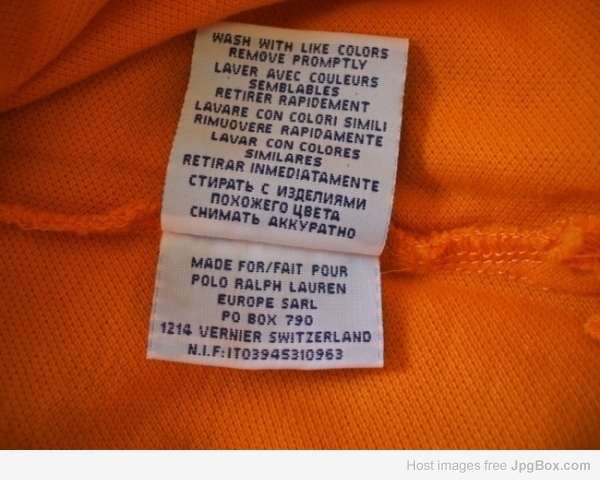 WASH WITH LIKE COLORS
REMOVE PROMPTLY
LAVER AVEC COULEURS
SEMBLABLES
RETIRER RAPIDEMENT
LAVARE CON COLORI SIMILI
RIMUOVERE RAPIDAMENTE
LAVAR CON COLORES
SIMILARES
RETIRAR INMEDIATAMENTE
СТИРАТЬ С ИЗДЕЛИЯМИ
ПОХОЖЕГО ЦВЕТА
СНИМАТЬ АККУРАТНО
MADE FOR/FAIT POUR
POLO RALPH LAUREN
EUROPE SARL
PO BOX 790
1214 VERNIER SWITZERLAND
N.I.F:IT03945310963
Host images free JpgBox.com